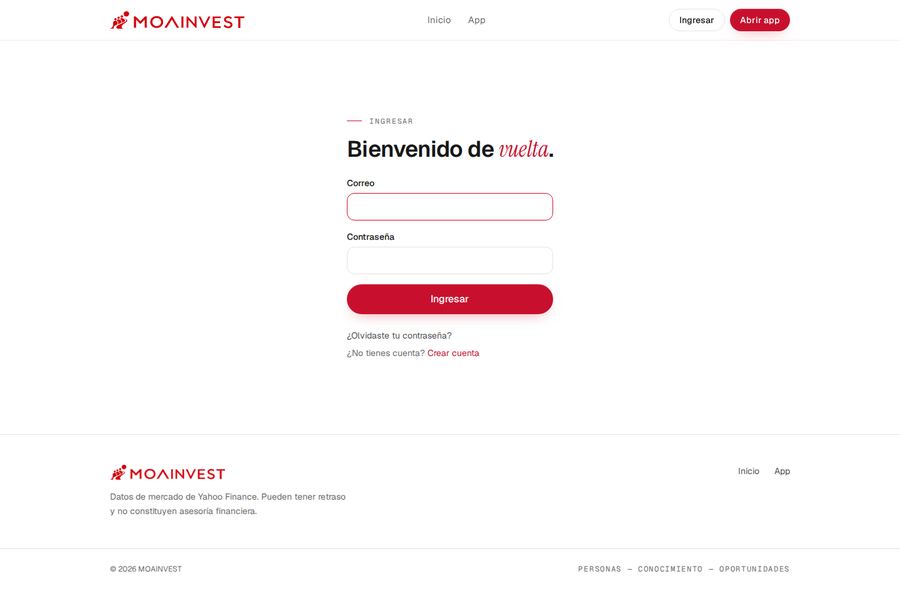 MOAINVEST
Inicio App
Ingresar Abrir app
INGRESAR
Bienvenido de vuelta.
Correo
Contraseña
Ingresar
¿Olvidaste tu contraseña?
¿No tienes cuenta? Crear cuenta
MOAINVEST
Inicio App
Datos de mercado de Yahoo Finance. Pueden tener retraso
y no constituyen asesoría financiera.
© 2026 MOAINVEST
PERSONAS — CONOCIMIENTO — OPORTUNIDADES